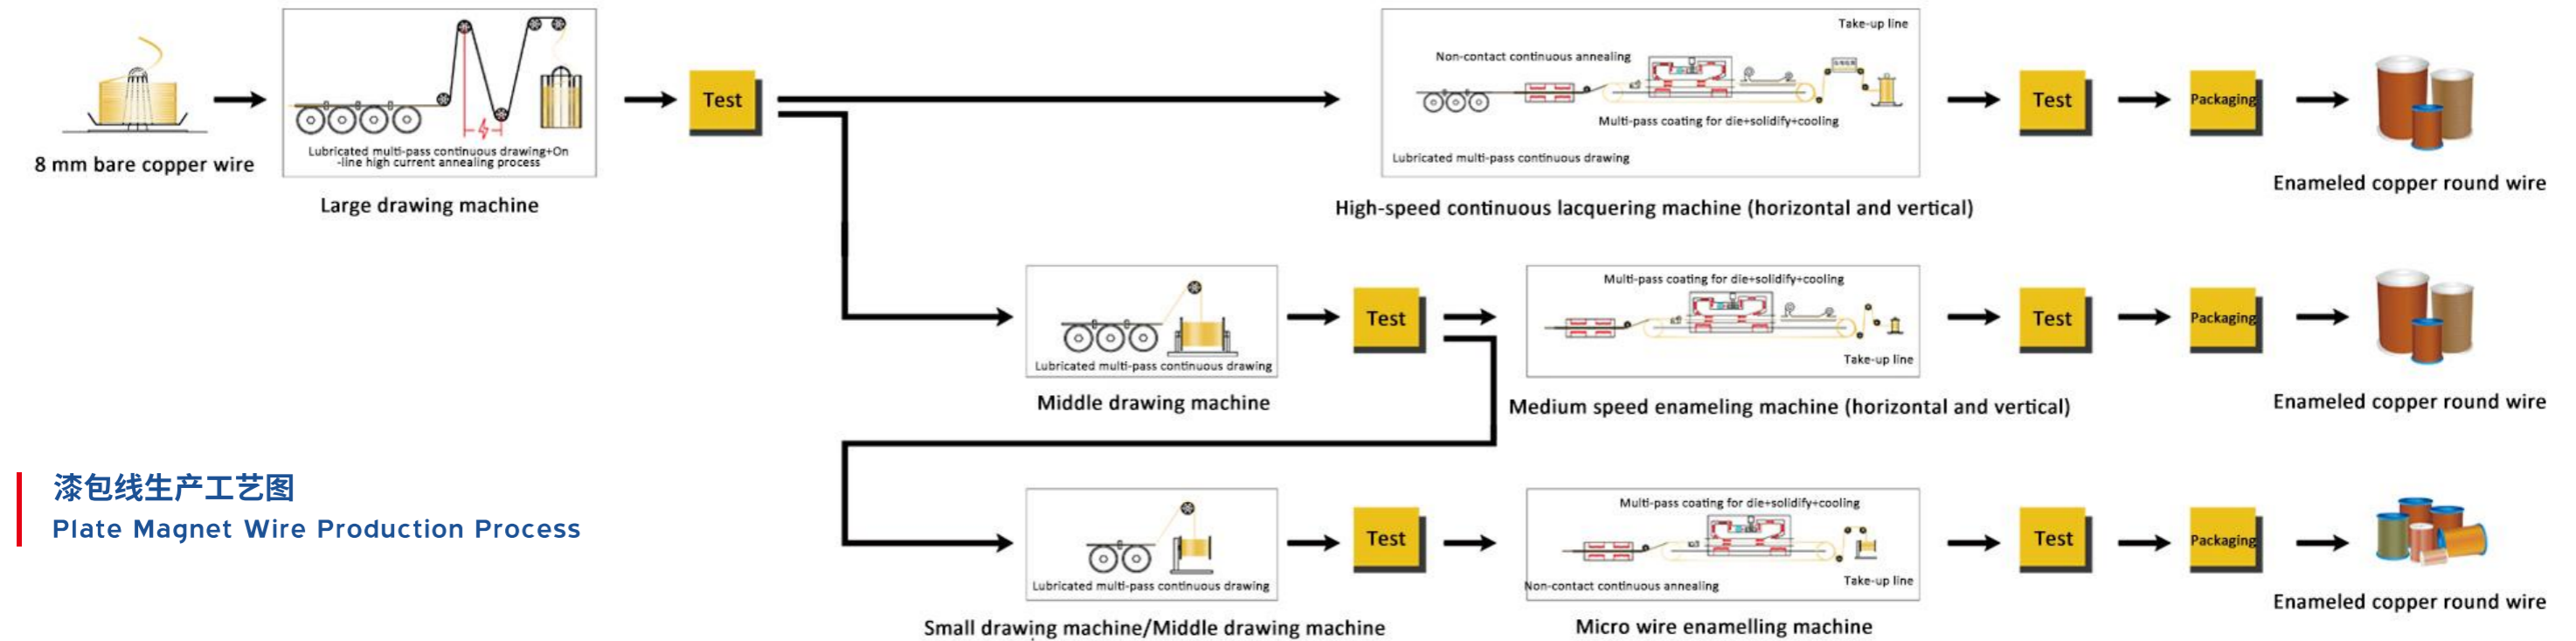 Take-up line
Non-contact continuous annealing
Test
Test
Packaging
Multi-pass coating for die+solidify+cooling
Lubricated multi-pass continuous drawing+On
-line high current annealing process
Lubricated multi-pass continuous drawing
8 mm bare copper wire
Enameled copper round wire
Large drawing machine
High-speed continuous lacquering machine (horizontal and vertical)
Multi-pass coating for die+solidify+cooling
Test
Test
Packaging
Take-up line
Lubricated multi-pass continuous drawing
Middle drawing machine
Medium speed enameling machine (horizontal and vertical)
Enameled copper round wire
漆包线生产工艺图
Plate Magnet Wire Production Process
Multi-pass coating for die+solidify+cooling
Test
Test
Packaging
Lubricated multi-pass continuous drawing
Non-contact continuous annealing
Take-up line
Enameled copper round wire
Small drawing machine/Middle drawing machine
Micro wire enamelling machine